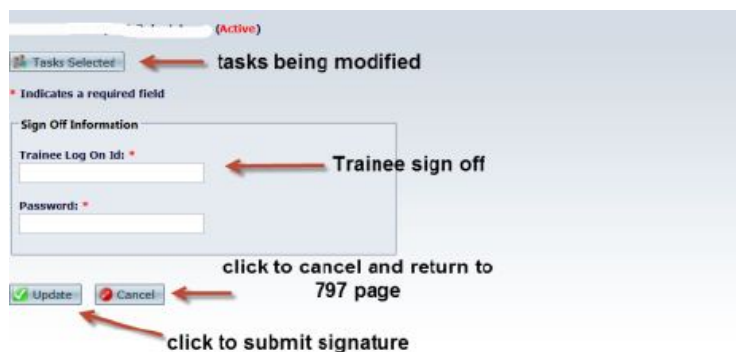 (Active)
Tasks Selected tasks being modified
* Indicates a required field
Sign Off Information
Trainee Log On Id: *
Trainee sign off
Password: *
click to cancel and return to
797 page
Update Cancel
click to submit signature